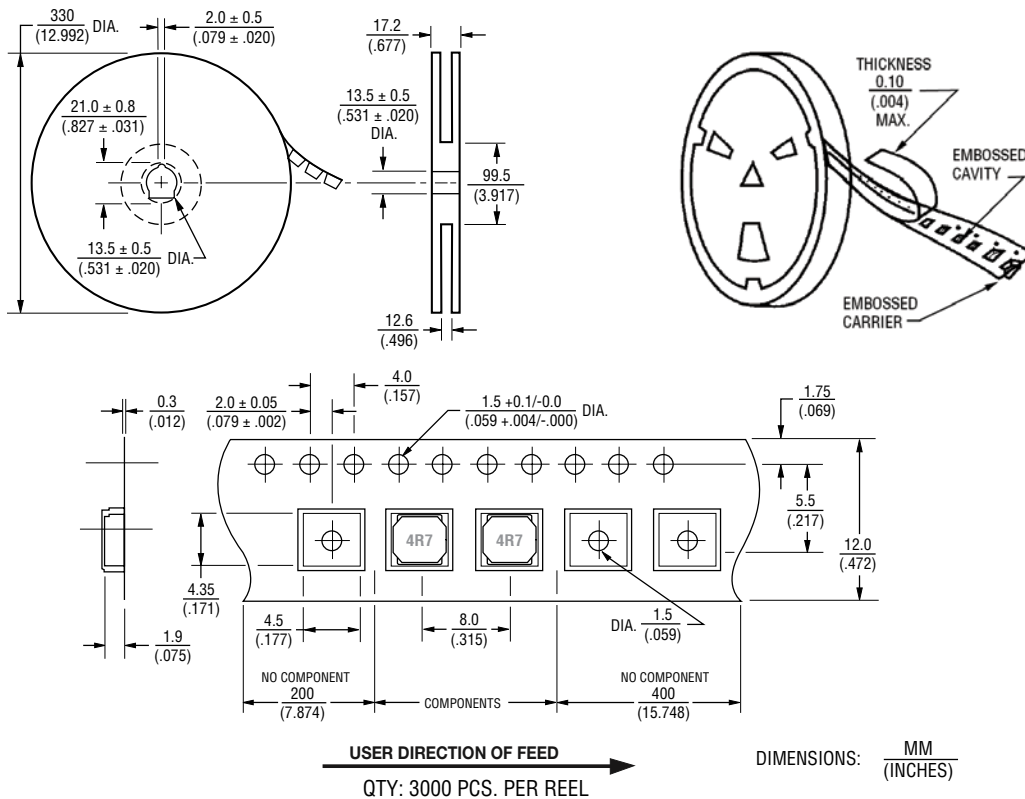 330
(12.992)
DIA.
2.0 ± 0.5
(.079 ± .020)
21.0 ± 0.8
(.827 ± .031)
13.5 ± 0.5
(.531 ± .020)
DIA.
17.2
(.677)
13.5 ± 0.5
(.531 ± .020)
DIA.
99.5
(3.917)
12.6
(.496)
THICKNESS
0.10
(.004)
MAX.
EMBOSSED
CAVITY
EMBOSSED
CARRIER
0.3
(.012)
2.0 ± 0.05
(.079 ± .002)
4.0
(.157)
1.5 +0.1/-0.0
(.059 +.004/-.000)
DIA.
1.75
(.069)
5.5
(.217)
12.0
(.472)
4R7
4R7
4.35
(.171)
1.9
(.075)
4.5
(.177)
8.0
(.315)
DIA.
1.5
(.059)
NO COMPONENT
200
(7.874)
COMPONENTS
NO COMPONENT
400
(15.748)
USER DIRECTION OF FEED
QTY: 3000 PCS. PER REEL
DIMENSIONS:
MM
(INCHES)